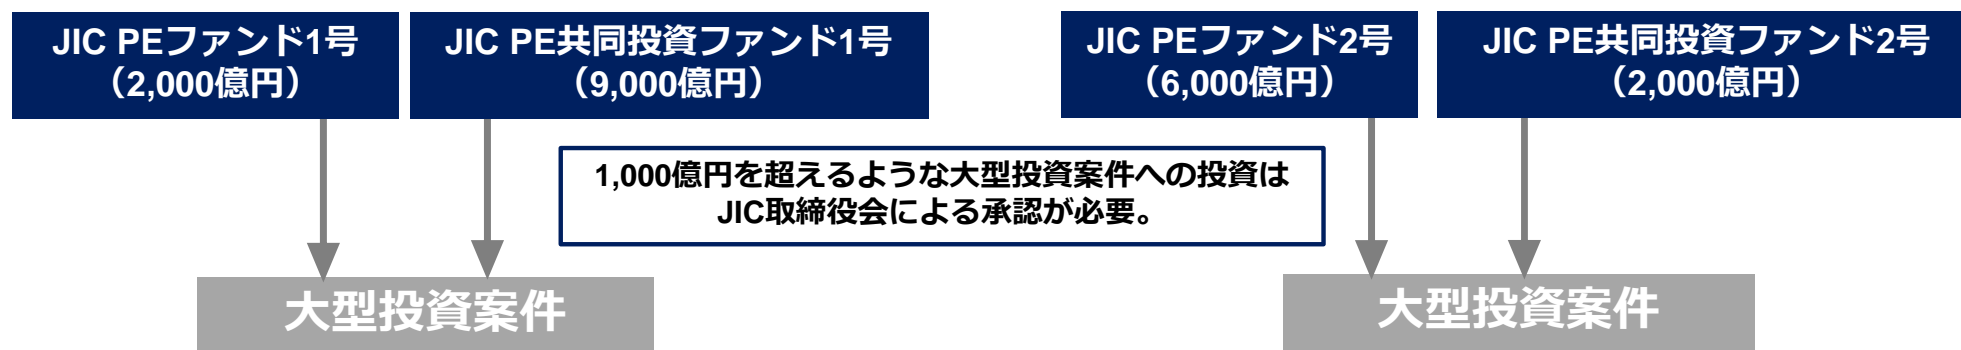 JIC PEファンド1号
（2,000億円）
JIC PE共同投資ファンド1号
（9,000億円）
JIC PEファンド2号
（6,000億円）
JIC PE共同投資ファンド2号
（2,000億円）
1,000億円を超えるような大型投資案件への投資は
JIC取締役会による承認が必要。
大型投資案件
大型投資案件